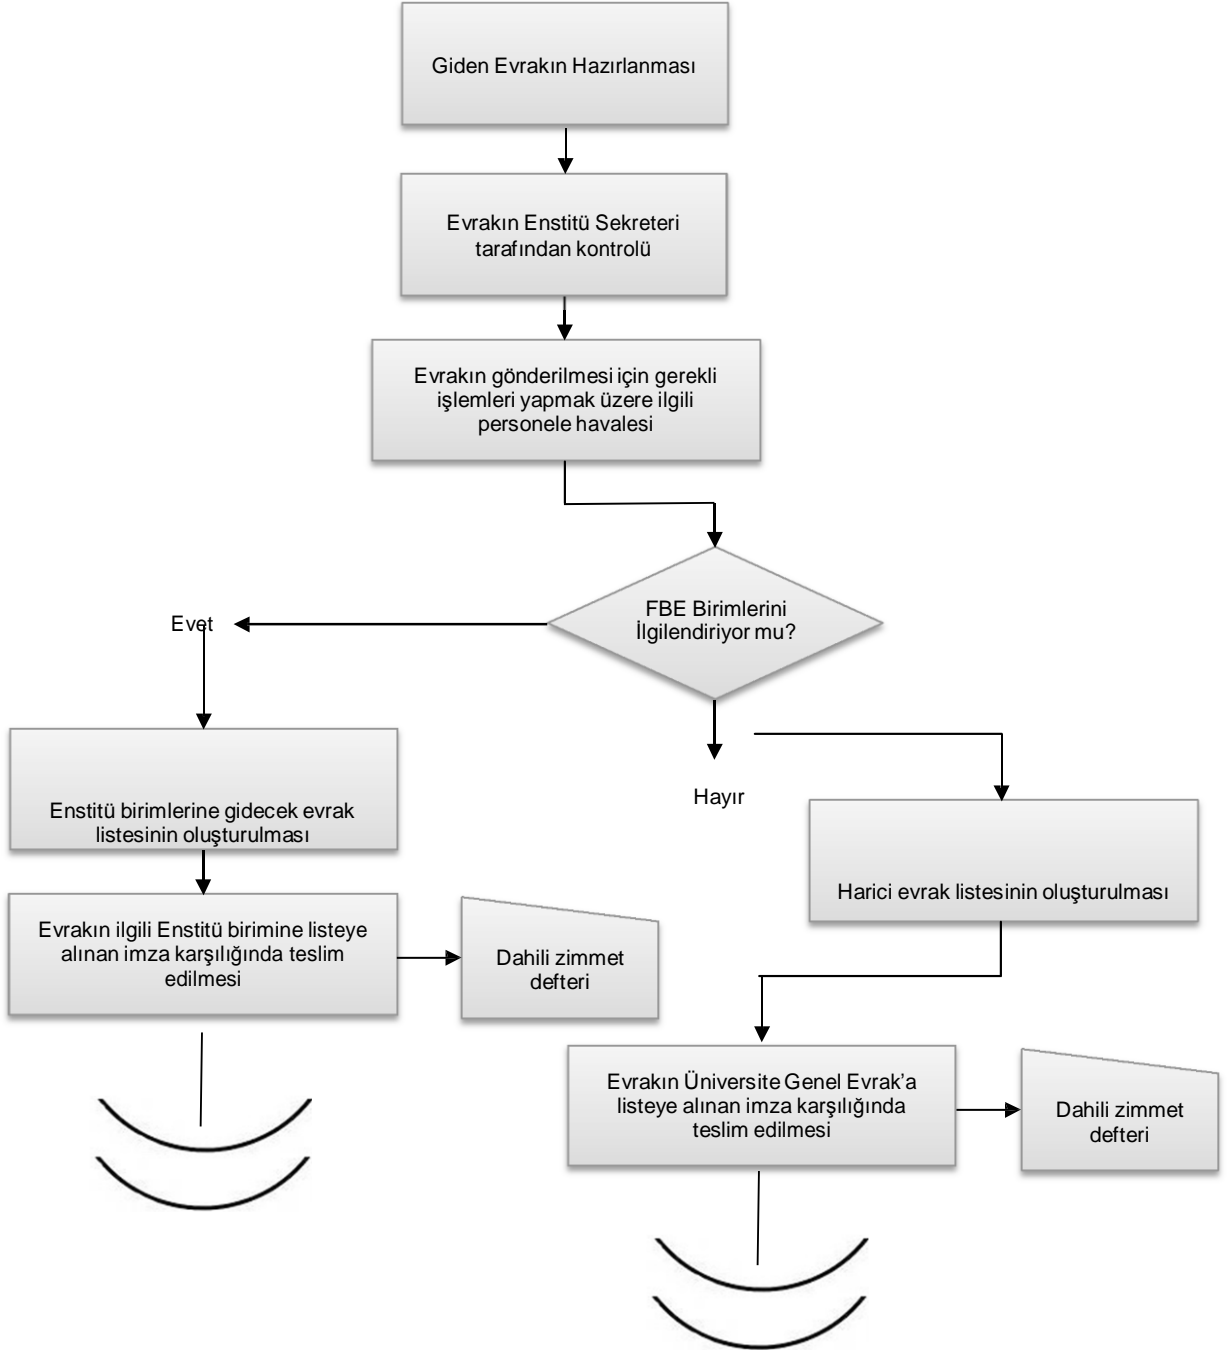 Giden Evrakın Hazırlanması
Evrakın Enstitü Sekreteri
tarafından kontrolü
Evrakın gönderilmesi için gerekli
işlemleri yapmak üzere ilgili
personele havalesi
FBE Birimlerini
İlgilendiriyor mu?
Evet
Hayır
Enstitü birimlerine gidecek evrak
listesinin oluşturulması
Harici evrak listesinin oluşturulması
Evrakın ilgili Enstitü birimine listeye
alınan imza karşılığında teslim
edilmesi
Dahili zimmet
defteri
Evrakın Üniversite Genel Evrak’a
listeye alınan imza karşılığında
teslim edilmesi
Dahili zimmet
defteri